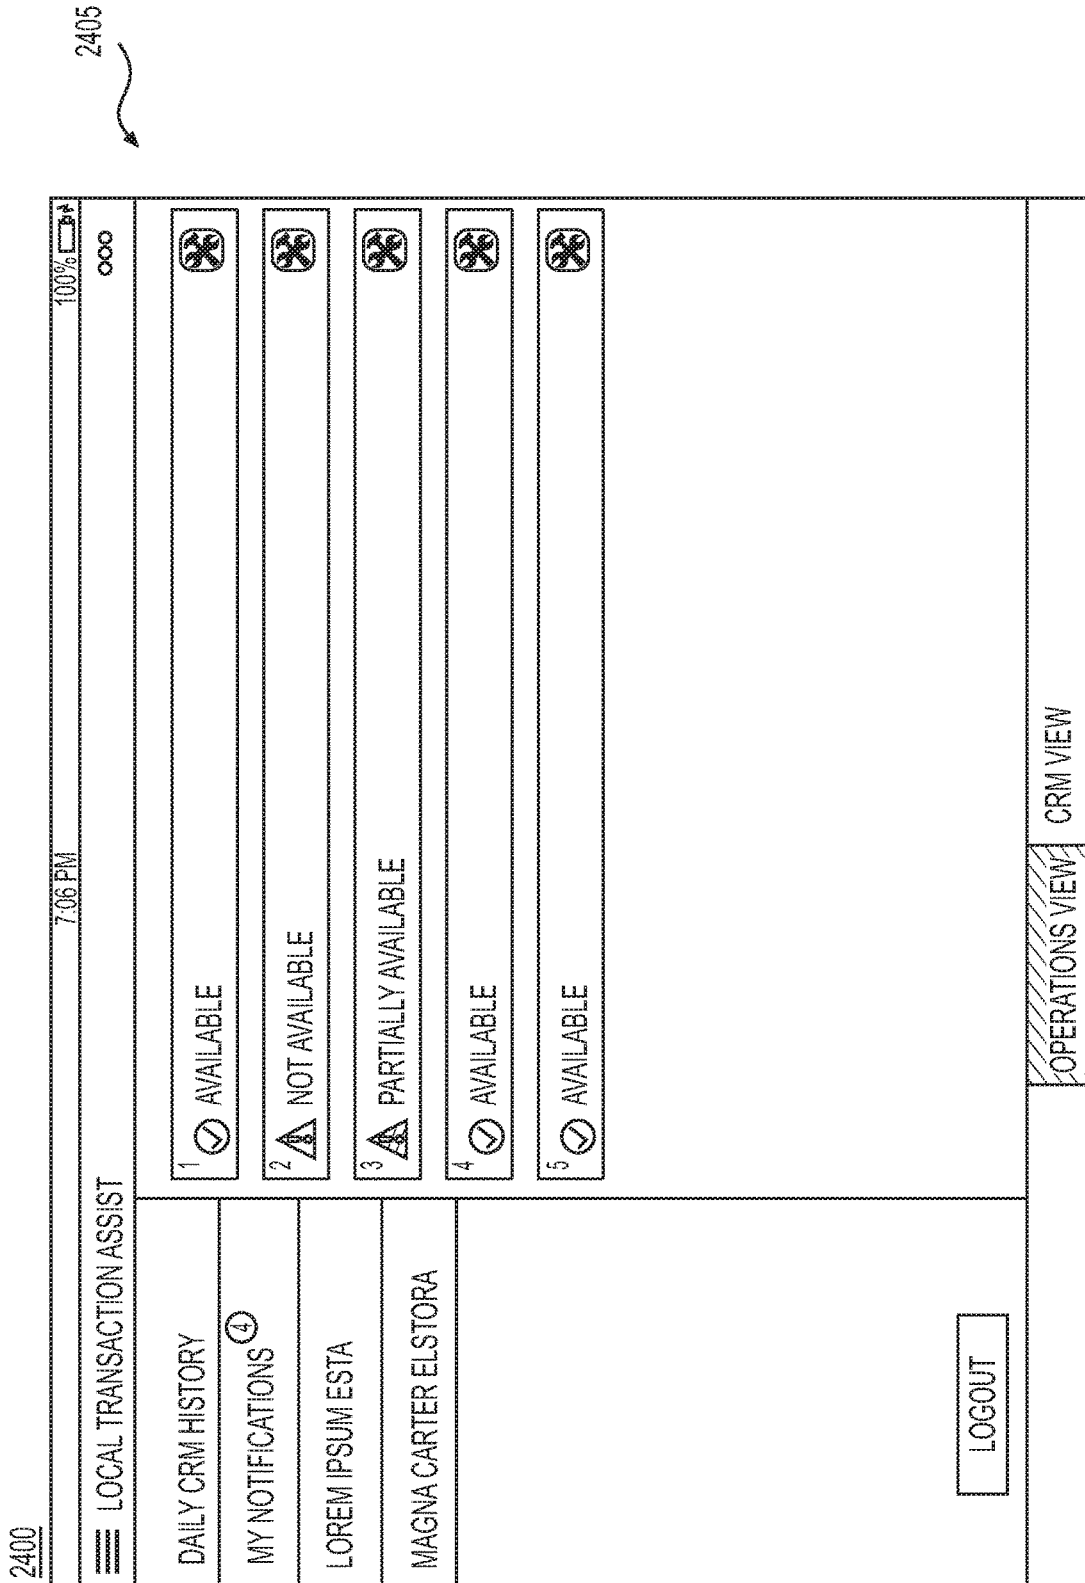 2400
2405
7:06 PM
100%
LOCAL TRANSACTION ASSIST
DAILY CRM HISTORY
MY NOTIFICATIONS 4
LOREM IPSUM ESTA
MAGNA CARTER ELSTORA
LOGOUT
1 AVAILABLE
2 NOT AVAILABLE
3 PARTIALLY AVAILABLE
4 AVAILABLE
5 AVAILABLE
OPERATIONS VIEW
CRM VIEW